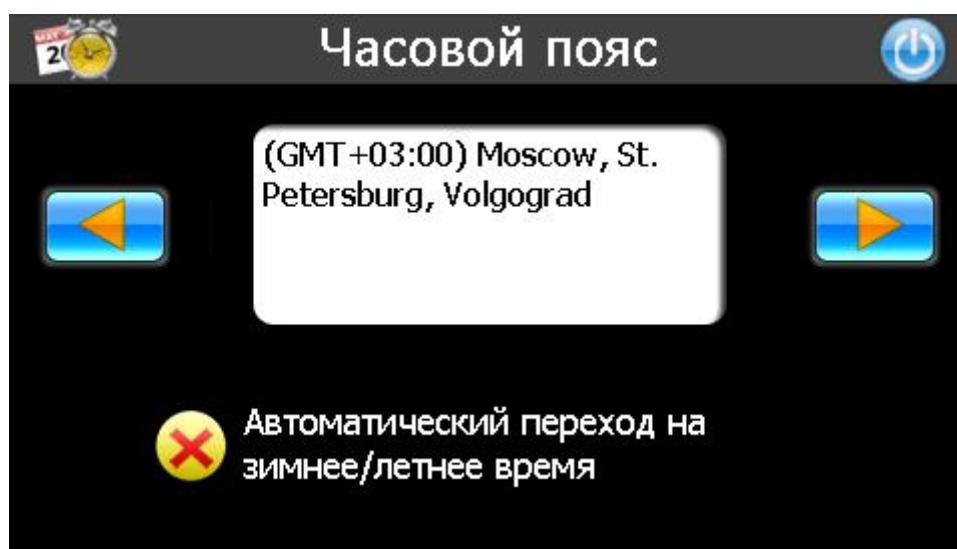 Часовой пояс
(GMT+03:00) Moscow, St.
Petersburg, Volgograd
Автоматический переход на
зимнее/летнее время